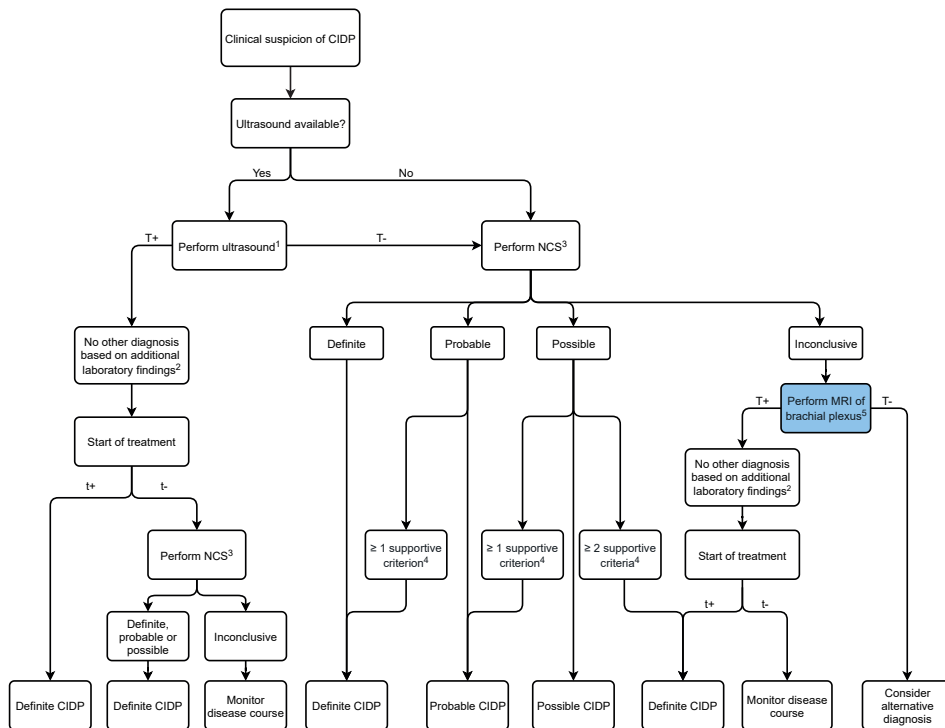 Clinical suspicion of CIDP
Ultrasound available?
Yes
No
T+
Perform ultrasound¹
T-
Perform NCS³
No other diagnosis
based on additional
laboratory findings²
Definite
Probable
Possible
Inconclusive
T+
Perform MRI of
brachial plexus⁵
T-
Start of treatment
No other diagnosis
based on additional
laboratory findings²
t+
t-
Perform NCS³
≥ 1 supportive
criterion⁴
≥ 1 supportive
criterion⁴
≥ 2 supportive
criteria⁴
Start of treatment
t+
t-
Definite,
probable or
possible
Inconclusive
Definite CIDP
Definite CIDP
Monitor
disease course
Definite CIDP
Probable CIDP
Possible CIDP
Definite CIDP
Monitor disease
course
Consider
alternative
diagnosis